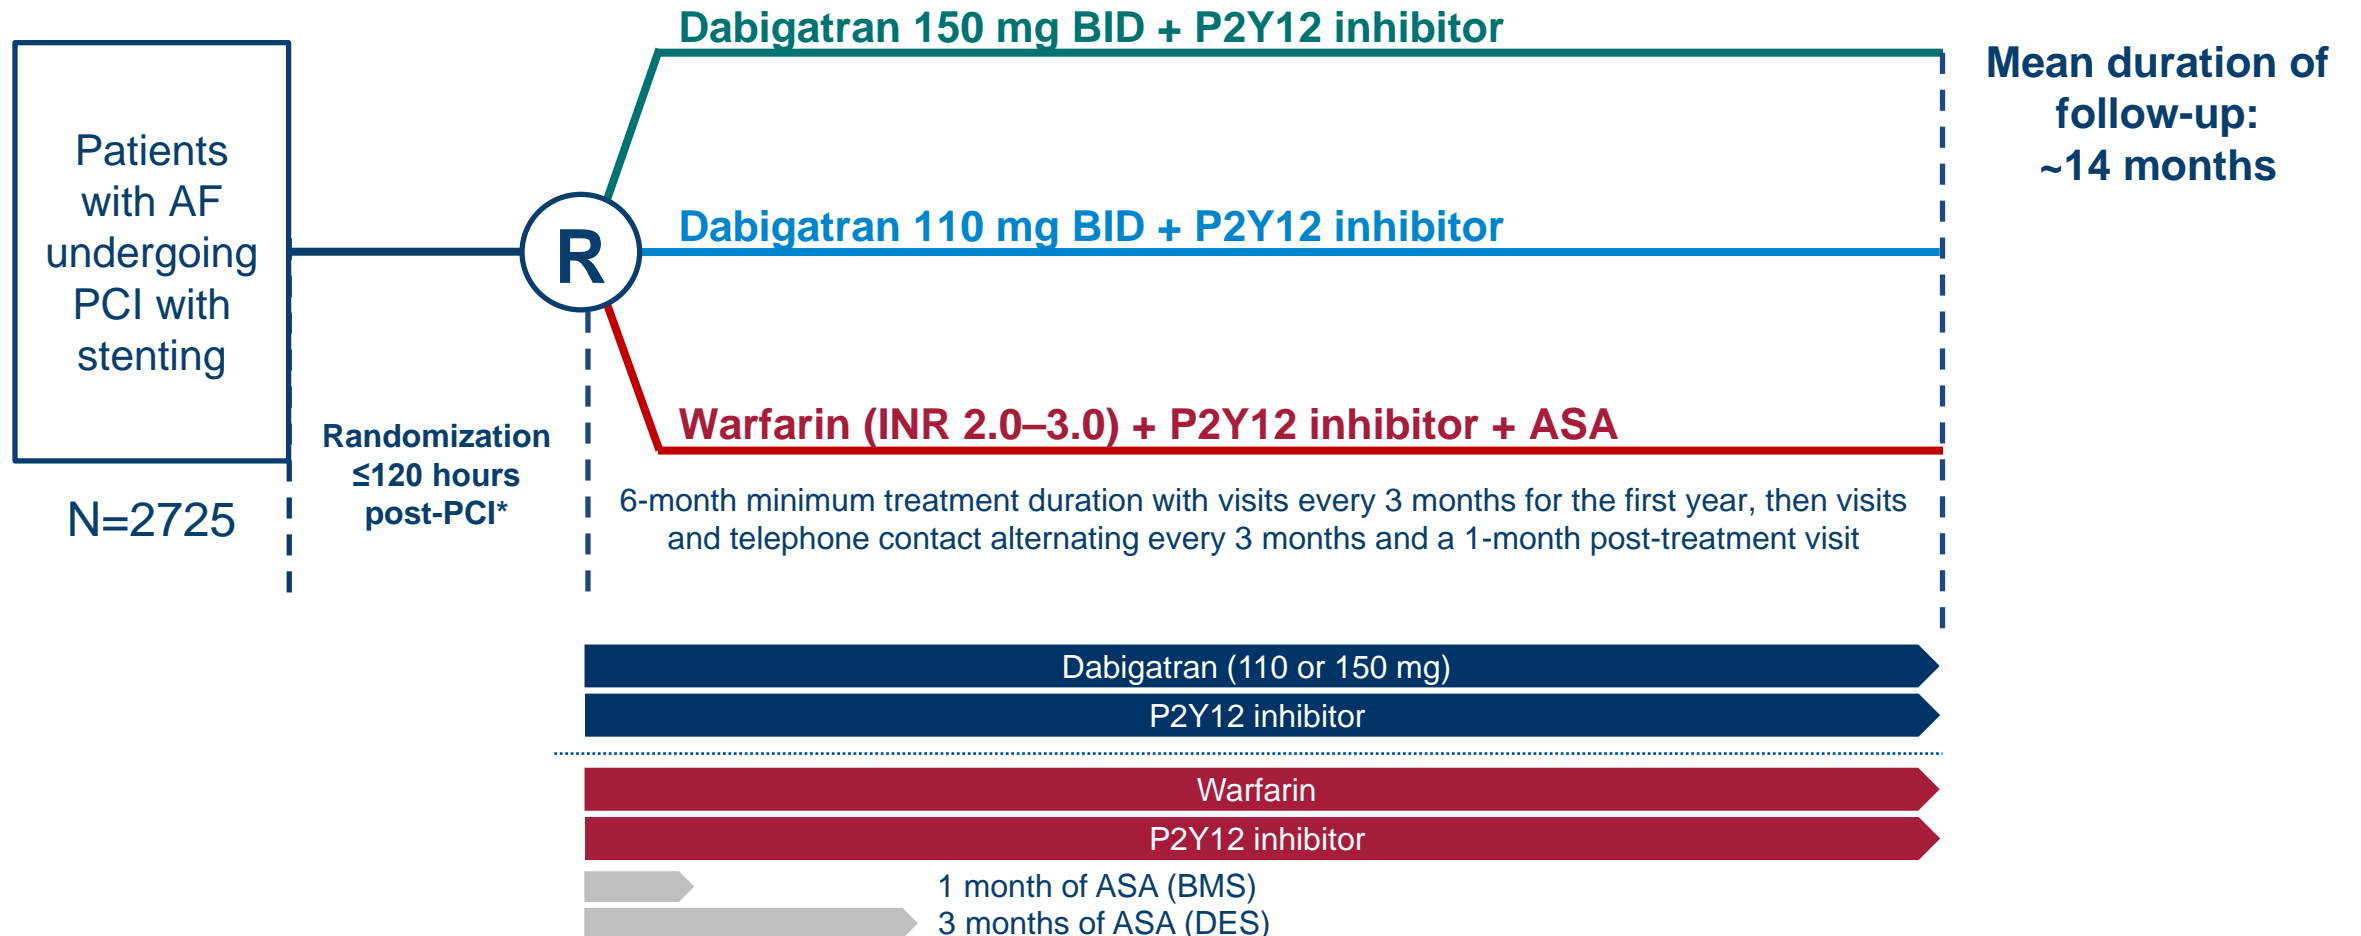 Dabigatran 150 mg BID + P2Y12 inhibitor
Mean duration of
follow-up:
~14 months
Patients
with AF
undergoing
PCI with
stenting
R
Dabigatran 110 mg BID + P2Y12 inhibitor
Warfarin (INR 2.0–3.0) + P2Y12 inhibitor + ASA
N=2725
Randomization
≤120 hours
post-PCI*
6-month minimum treatment duration with visits every 3 months for the first year, then visits
and telephone contact alternating every 3 months and a 1-month post-treatment visit
Dabigatran (110 or 150 mg)
P2Y12 inhibitor
Warfarin
P2Y12 inhibitor
1 month of ASA (BMS)
3 months of ASA (DES)